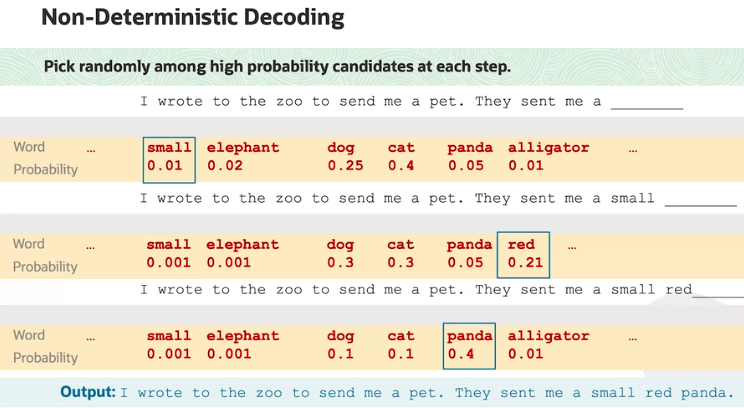 Non-Deterministic Decoding
Pick randomly among high probability candidates at each step.
I wrote to the zoo to send me a pet. They sent me a ________
Word ... small elephant dog cat panda alligator ...
Probability 0.01 0.02 0.25 0.4 0.05 0.01
I wrote to the zoo to send me a pet. They sent me a small ________
Word ... small elephant dog cat panda red ...
Probability 0.001 0.001 0.3 0.3 0.05 0.21
I wrote to the zoo to send me a pet. They sent me a small red______
Word ... small elephant dog cat panda alligator ...
Probability 0.001 0.001 0.1 0.1 0.4 0.01
Output: I wrote to the zoo to send me a pet. They sent me a small red panda.